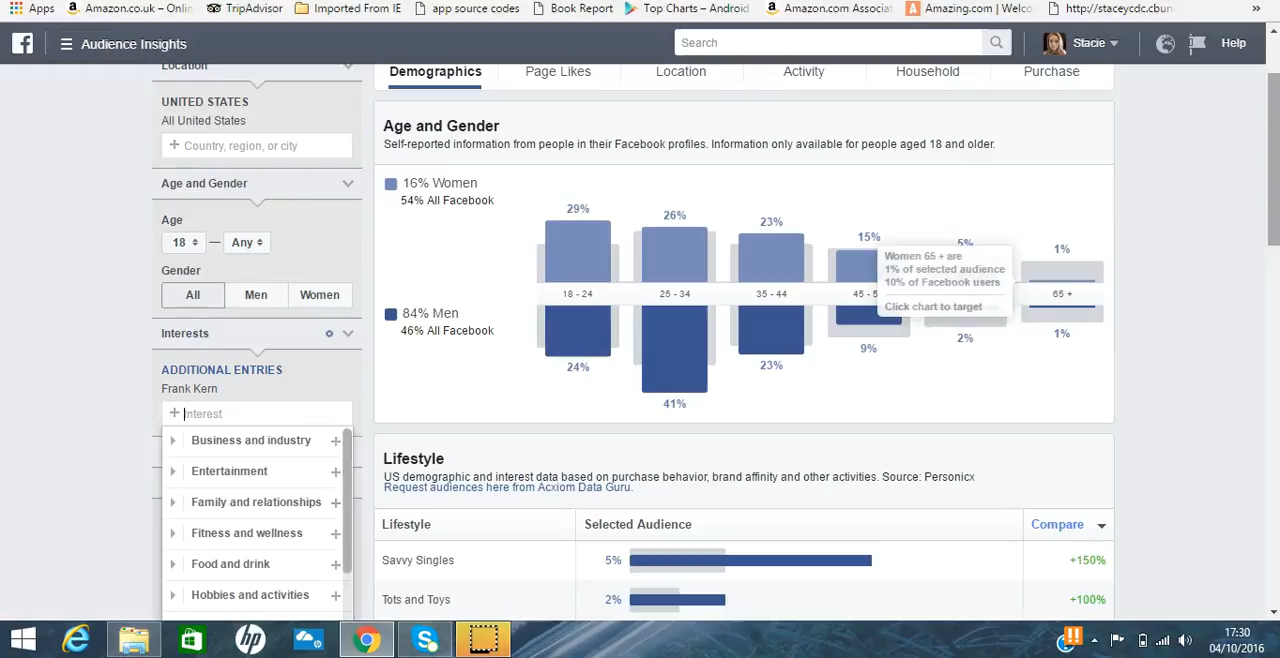 Apps
Amazon.co.uk – Onlin
TripAdvisor
Imported From IE
app source codes
Book Report
Top Charts – Android
Amazon.com Associat
Amazing.com | Welco
http://staceycdc.cbun
»
Audience Insights
Search
Stacie
Help
Location
Demographics
Page Likes
Location
Activity
Household
Purchase
UNITED STATES
All United States
+ Country, region, or city
Age and Gender
Age
18 — Any
Gender
All
Men
Women
Interests
ADDITIONAL ENTRIES
Frank Kern
+ Interest
Business and industry +
Entertainment +
Family and relationships +
Fitness and wellness +
Food and drink +
Hobbies and activities +
Age and Gender
Self-reported information from people in their Facebook profiles. Information only available for people aged 18 and older.
16% Women
54% All Facebook
29%
26%
23%
15%
5%
1%
Women 65 + are
1% of selected audience
10% of Facebook users
Click chart to target
18 - 24
25 - 34
35 - 44
45 - 5
65 +
84% Men
46% All Facebook
24%
41%
23%
9%
2%
1%
Lifestyle
US demographic and interest data based on purchase behavior, brand affinity and other activities. Source: Personicx
Request audiences here from Acxiom Data Guru.
Lifestyle
Selected Audience
Compare
Savvy Singles
5%
+150%
Tots and Toys
2%
+100%
17:30
04/10/2016